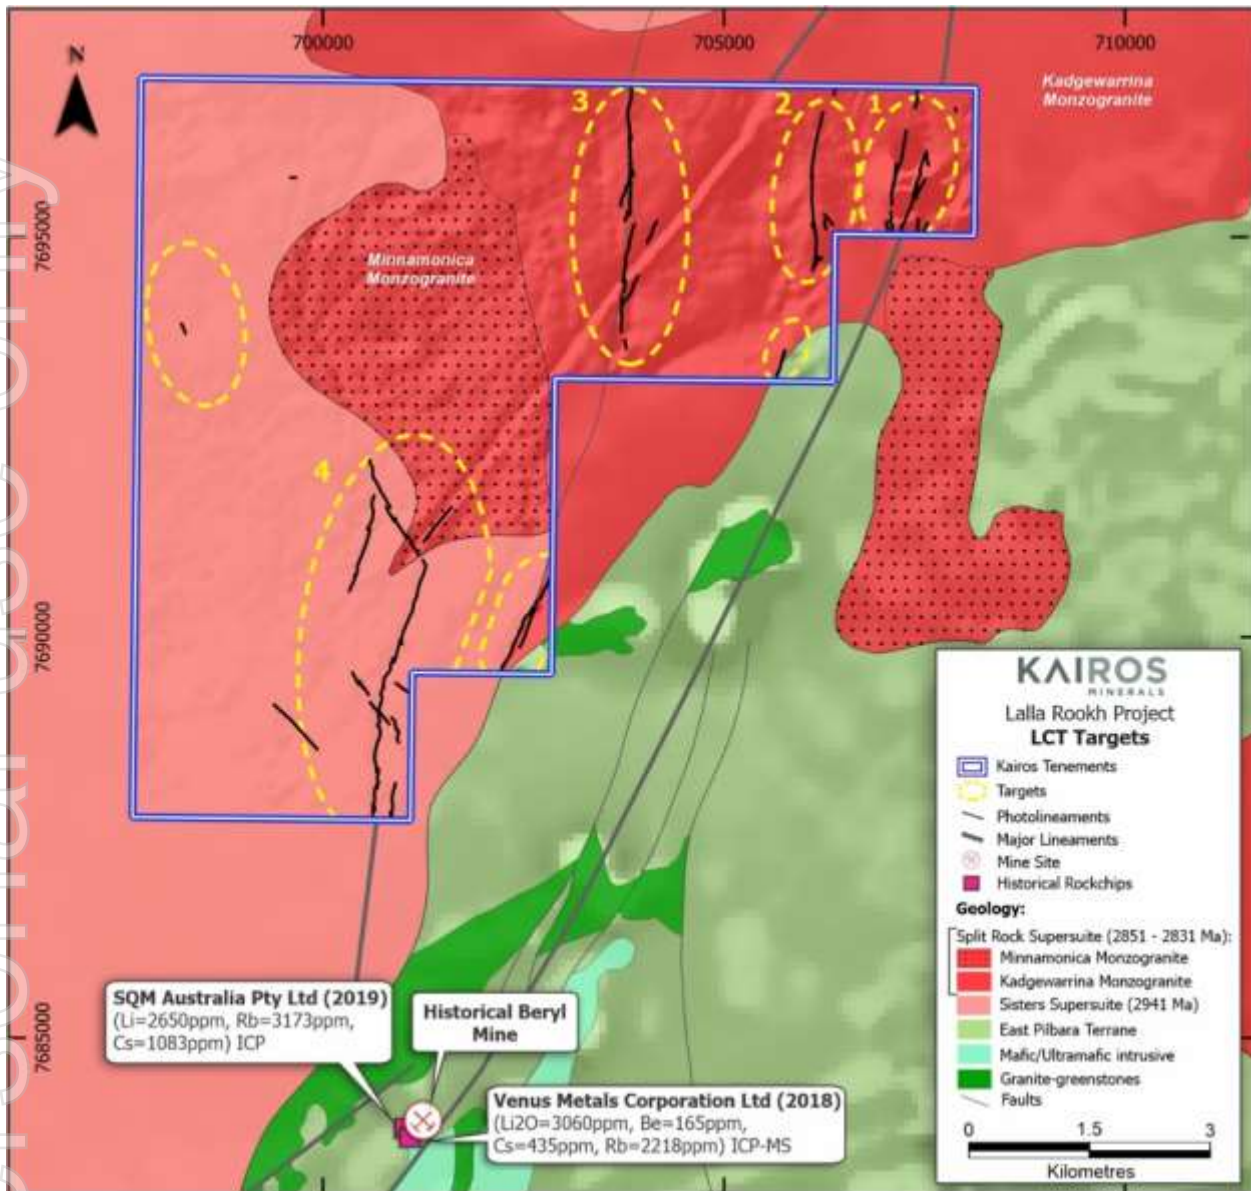 700000
705000
710000
N
Kadgewarrina
Monzogranite
3
2
1
7695000
Minnamonica
Monzogranite
4
7690000
KAIROS
MINERALS
Lalla Rookh Project
LCT Targets
Kairos Tenements
Targets
Photolineaments
Major Lineaments
Mine Site
Historical Rockchips
Geology:
Split Rock Supersuite (2851 - 2831 Ma):
Minnamonica Monzogranite
Kadgewarrina Monzogranite
Sisters Supersuite (2941 Ma)
East Pilbara Terrane
Mafic/Ultramafic intrusive
Granite-greenstones
Faults
0 1.5 3
Kilometres
7685000
SQM Australia Pty Ltd (2019)
(Li=2650ppm, Rb=3173ppm,
Cs=1083ppm) ICP
Historical Beryl
Mine
Venus Metals Corporation Ltd (2018)
(Li2O=3060ppm, Be=165ppm,
Cs=435ppm, Rb=2218ppm) ICP-MS